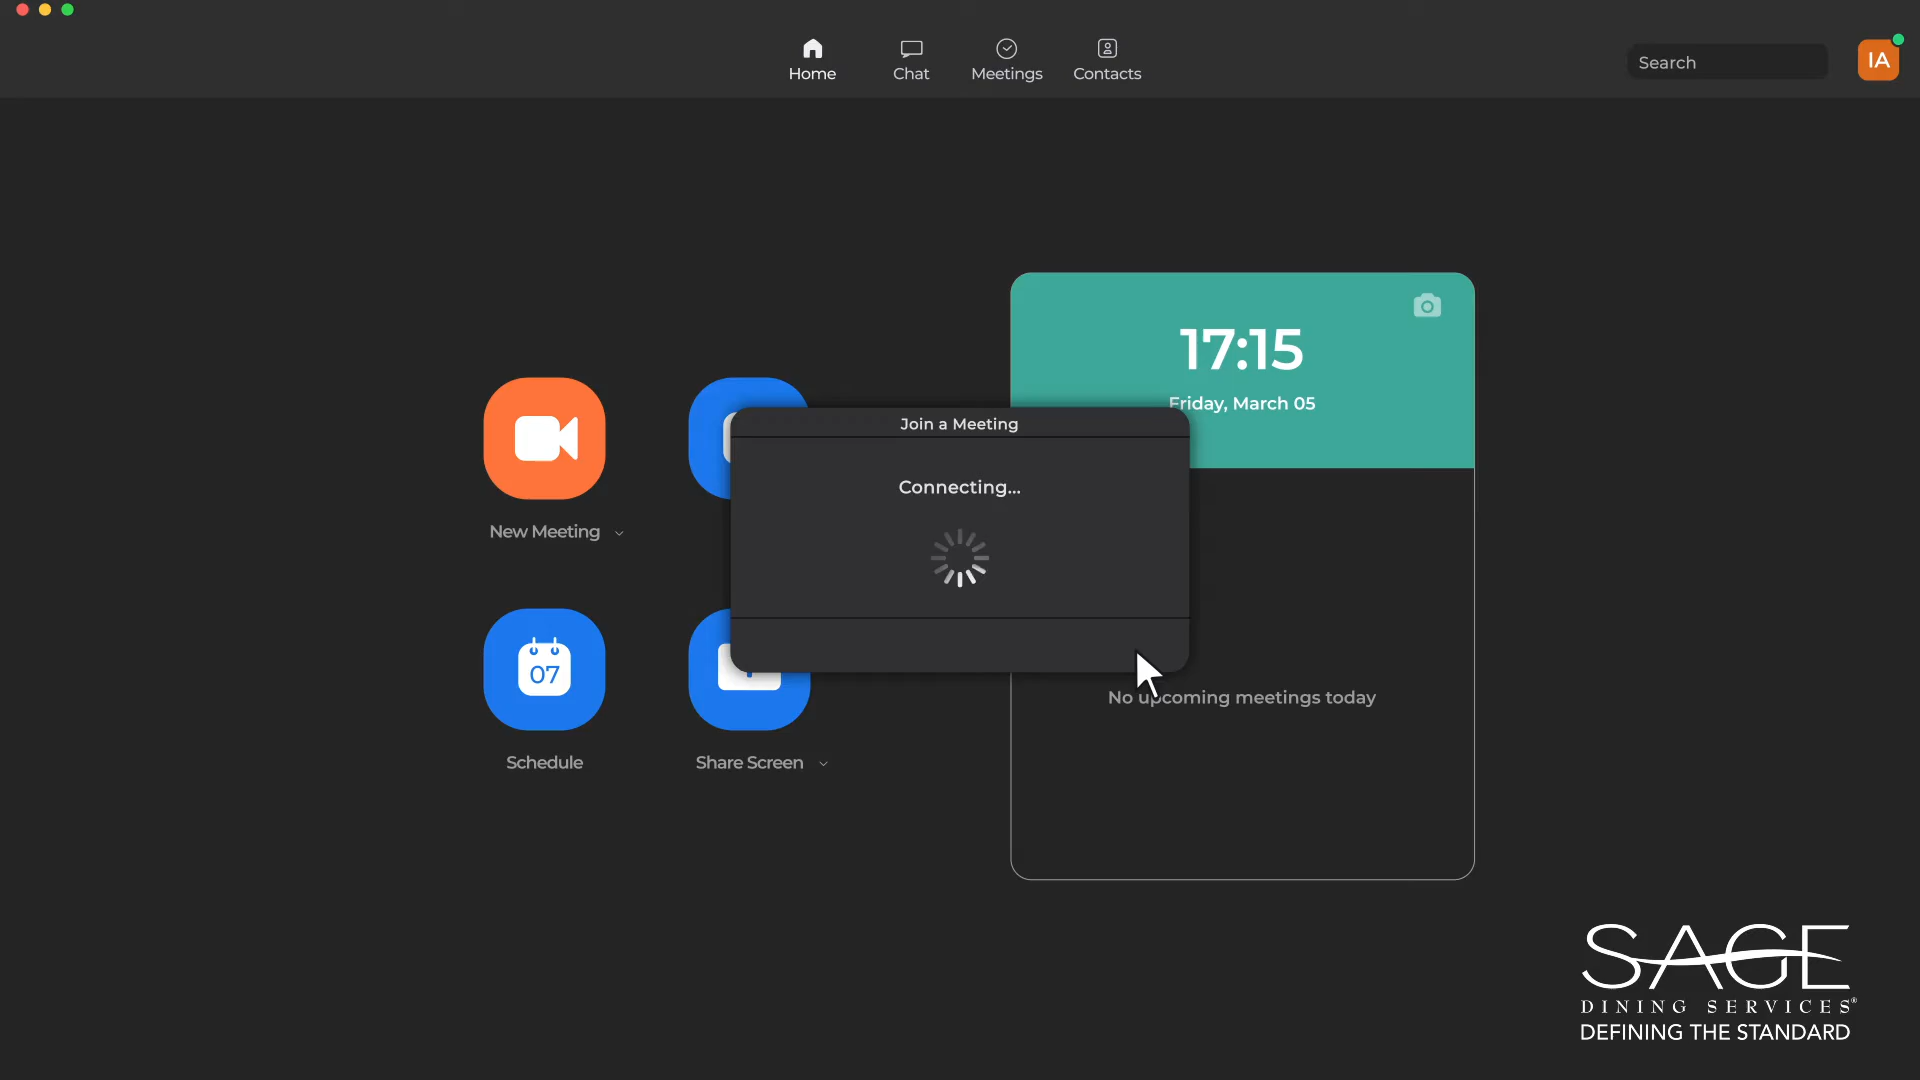 Home
Chat
Meetings
Contacts
Search
IA
17:15
Friday, March 05
Join a Meeting
Connecting...
New Meeting
07
No upcoming meetings today
Schedule
Share Screen
SAGE
DINING SERVICES®
DEFINING THE STANDARD